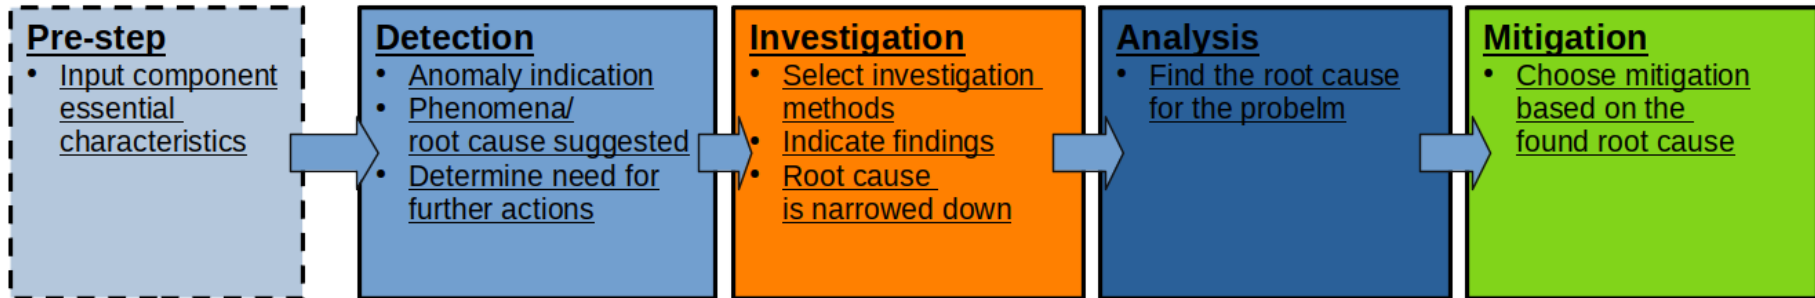 Pre-step
• Input component
essential
characteristics
Detection
• Anomaly indication
• Phenomena/
root cause suggested
• Determine need for
further actions
Investigation
• Select investigation
methods
• Indicate findings
• Root cause
is narrowed down
Analysis
• Find the root cause
for the probelm
Mitigation
• Choose mitigation
based on the
found root cause